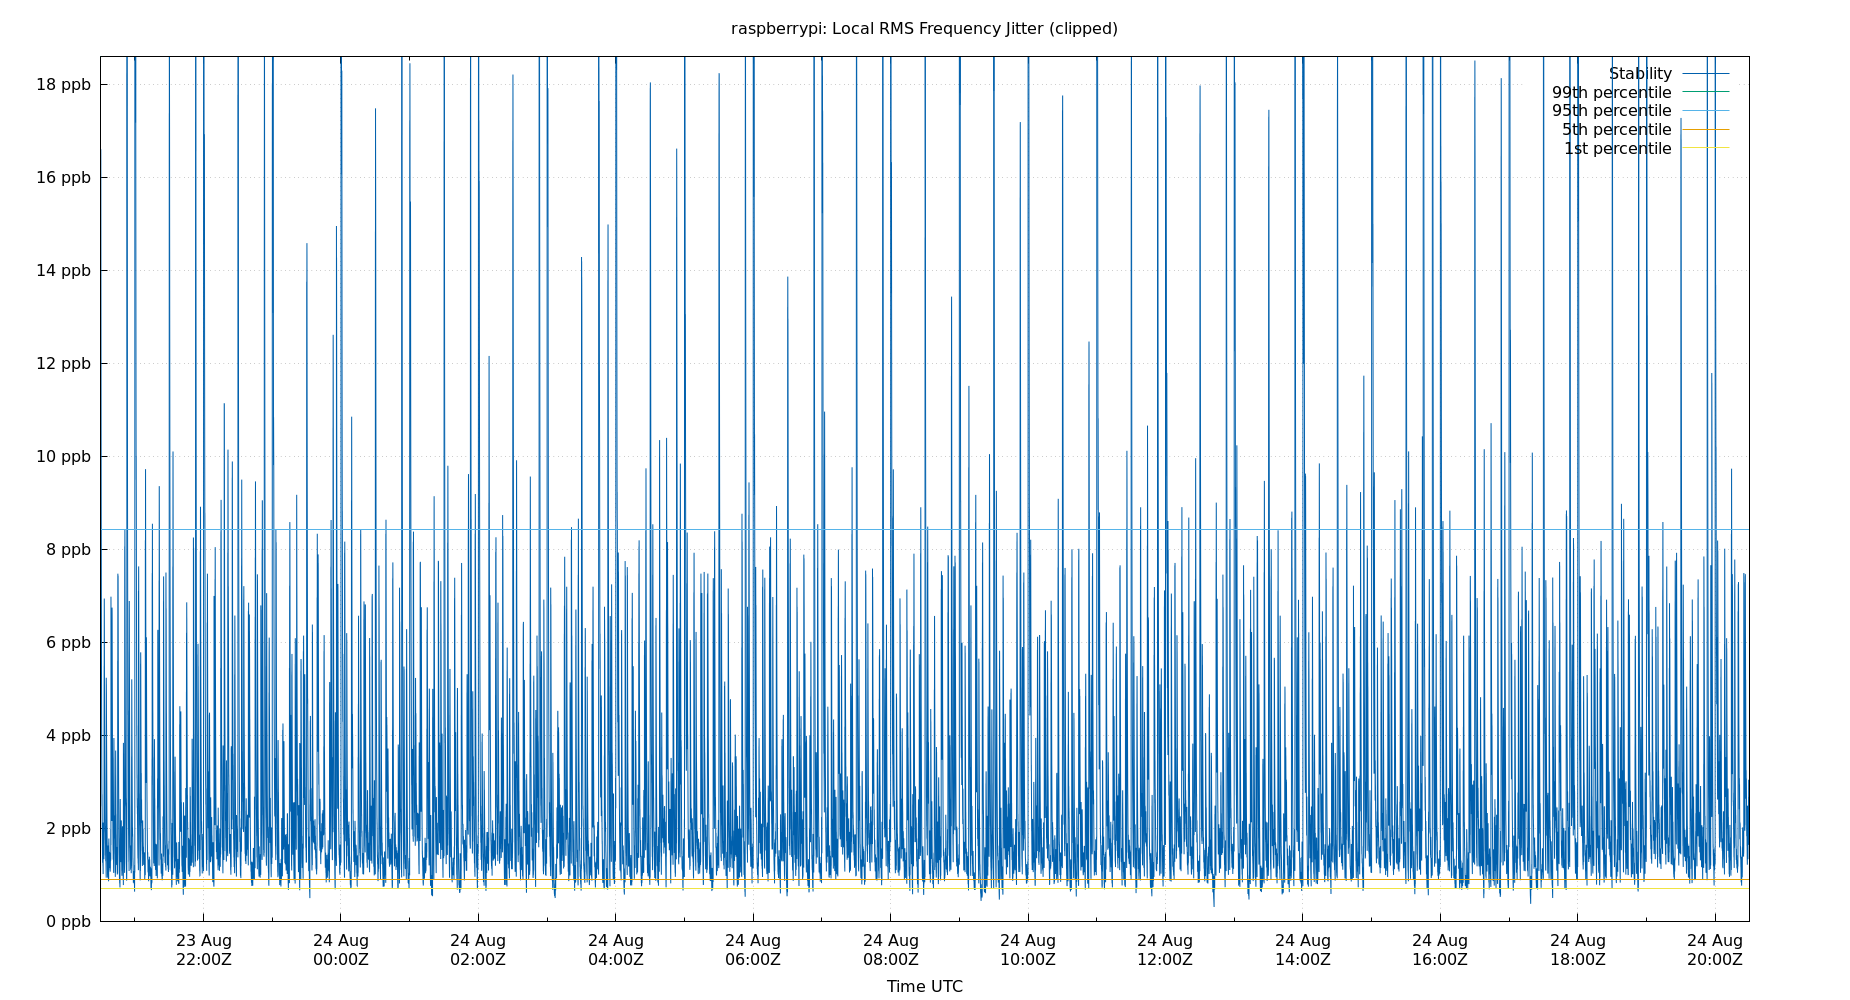 raspberrypi: Local RMS Frequency Jitter (clipped)
18 ppb
16 ppb
14 ppb
12 ppb
10 ppb
8 ppb
6 ppb
4 ppb
2 ppb
0 ppb
Stability
99th percentile
95th percentile
5th percentile
1st percentile
23 Aug 24 Aug 24 Aug 24 Aug 24 Aug 24 Aug 24 Aug 24 Aug 24 Aug 24 Aug 24 Aug 24 Aug
22:00Z 00:00Z 02:00Z 04:00Z 06:00Z 08:00Z 10:00Z 12:00Z 14:00Z 16:00Z 18:00Z 20:00Z
Time UTC